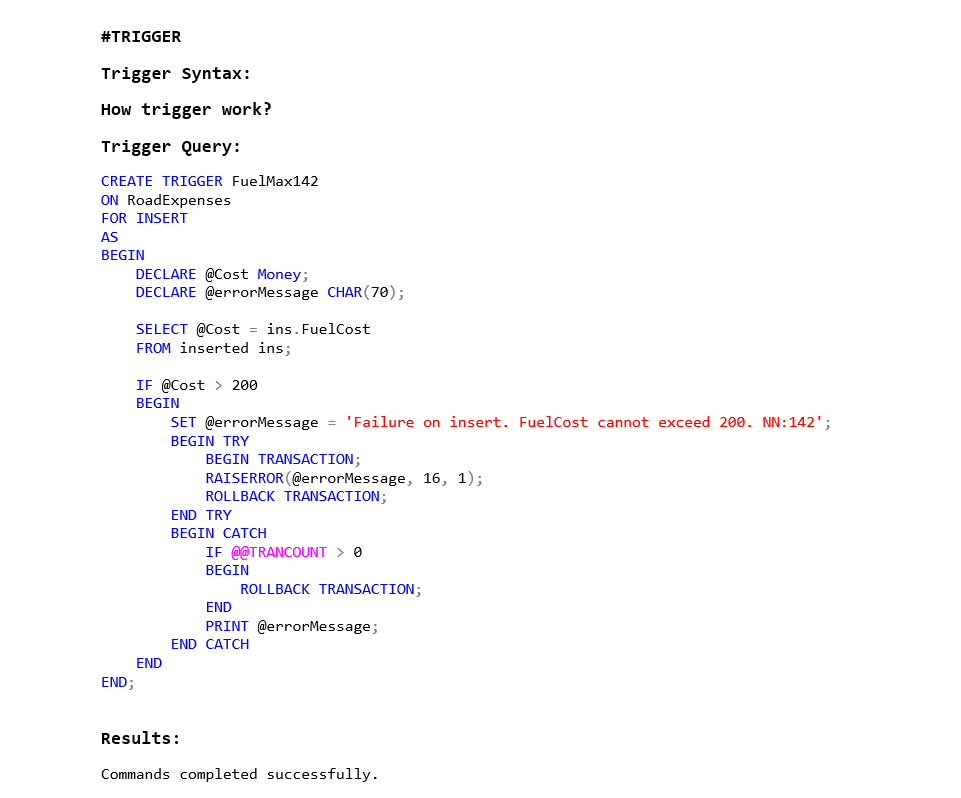 #TRIGGER
Trigger Syntax:
How trigger work?
Trigger Query:
CREATE TRIGGER FuelMax142
ON RoadExpenses
FOR INSERT
AS
BEGIN
    DECLARE @Cost Money;
    DECLARE @errorMessage CHAR(70);

    SELECT @Cost = ins.FuelCost
    FROM inserted ins;

    IF @Cost > 200
    BEGIN
        SET @errorMessage = 'Failure on insert. FuelCost cannot exceed 200. NN:142';
        BEGIN TRY
            BEGIN TRANSACTION;
            RAISERROR(@errorMessage, 16, 1);
            ROLLBACK TRANSACTION;
        END TRY
        BEGIN CATCH
            IF @@TRANCOUNT > 0
            BEGIN
                ROLLBACK TRANSACTION;
            END
            PRINT @errorMessage;
        END CATCH
    END
END;

Results:
Commands completed successfully.